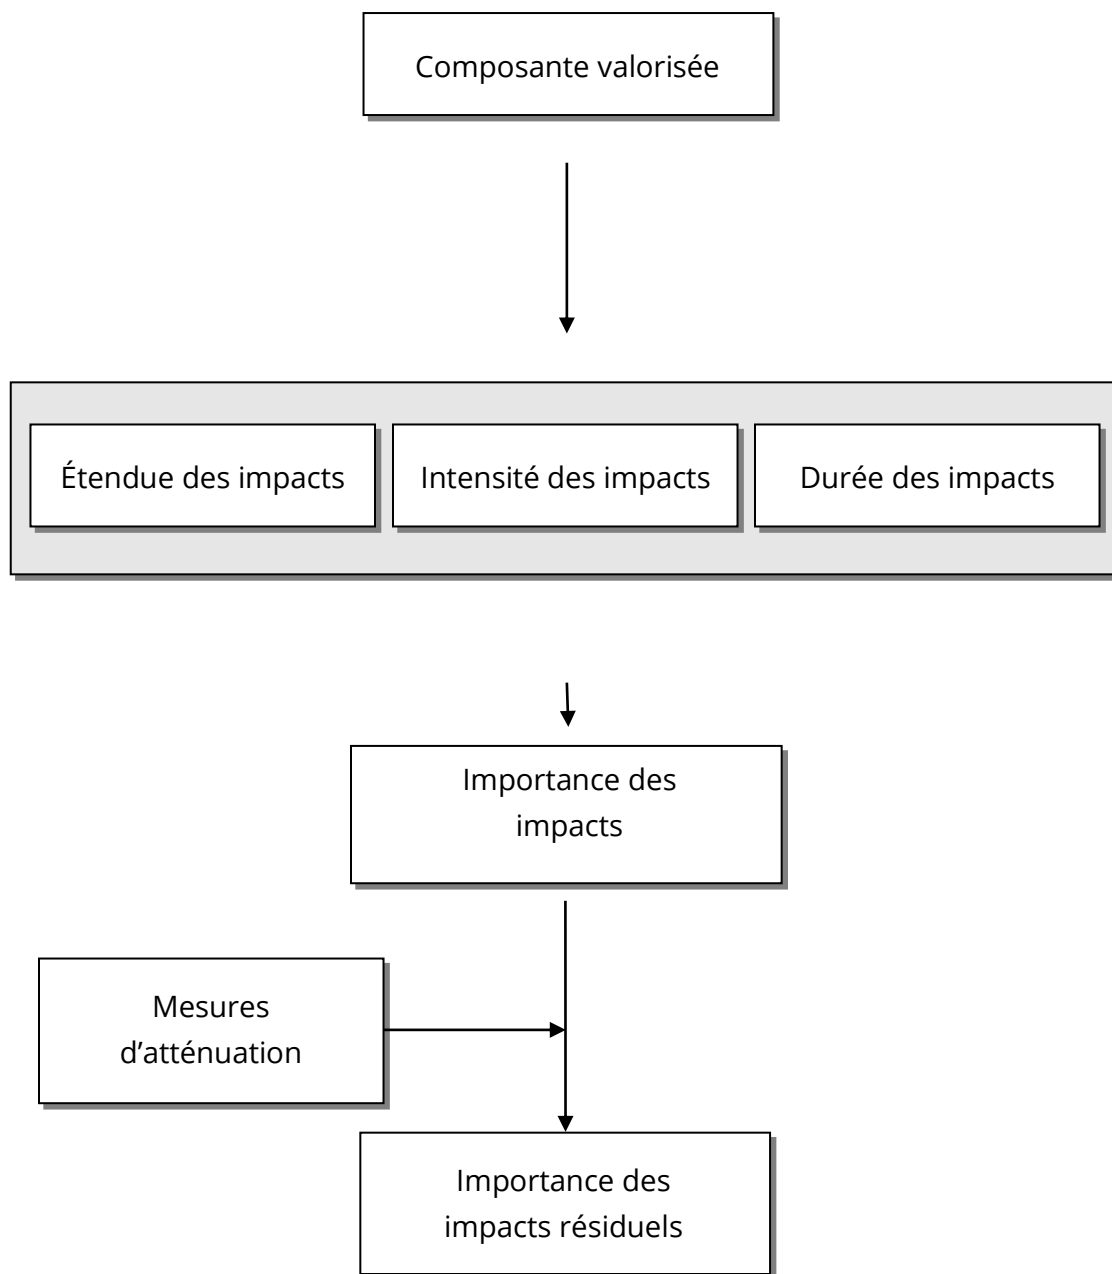 Composante valorisée
Étendue des impacts
Intensité des impacts
Durée des impacts
Importance des
impacts
Mesures
d’atténuation
Importance des
impacts résiduels